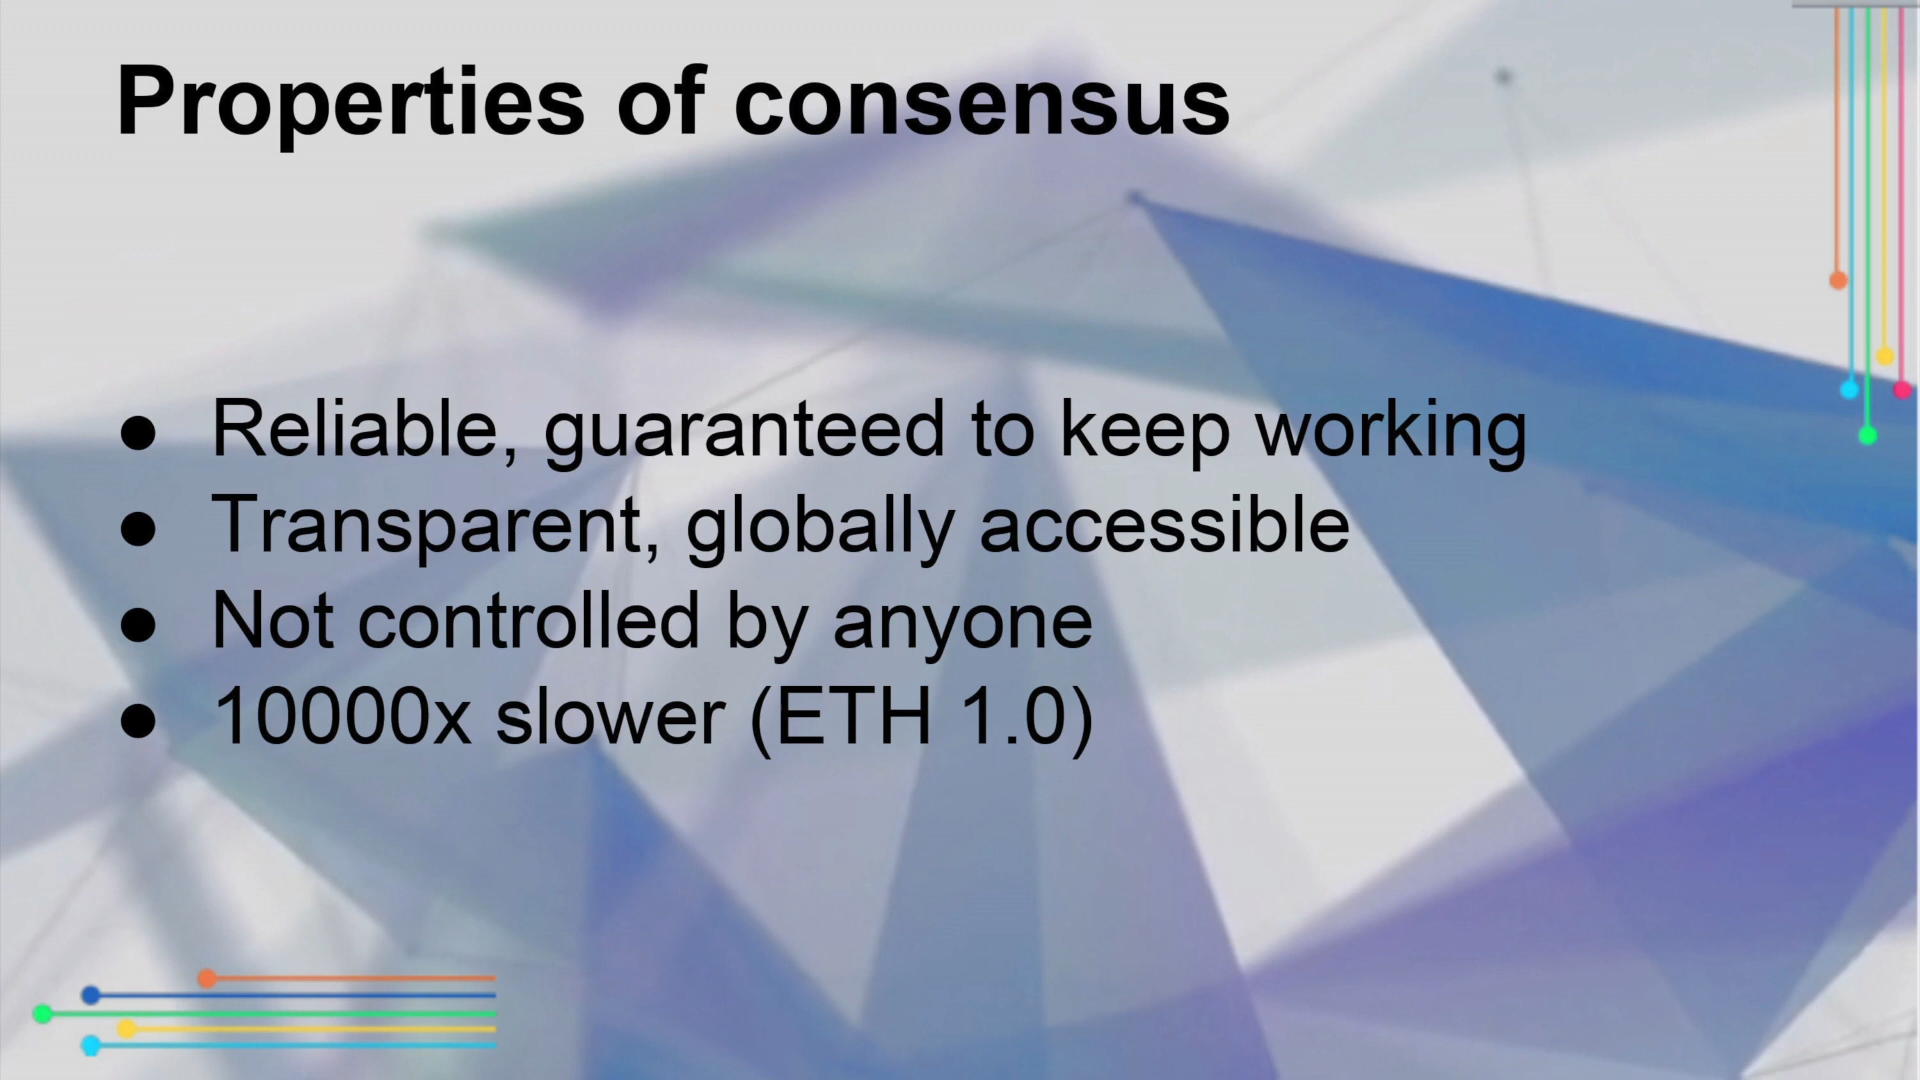 Properties of consensus
● Reliable, guaranteed to keep working
● Transparent, globally accessible
● Not controlled by anyone
● 10000x slower (ETH 1.0)